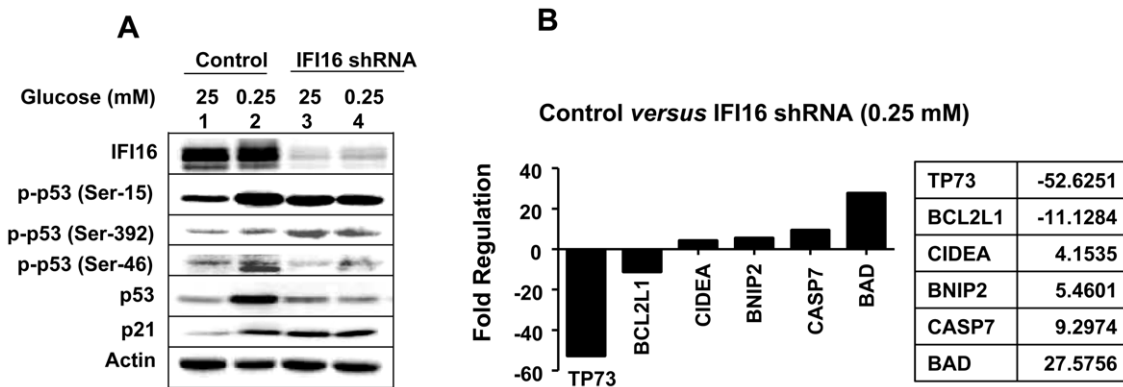 A
Control IFI16 shRNA
Glucose (mM) 25 0.25 25 0.25
1 2 3 4
IFI16
p-p53 (Ser-15)
p-p53 (Ser-392)
p-p53 (Ser-46)
p53
p21
Actin
B
Control versus IFI16 shRNA (0.25 mM)
Fold Regulation
40
20
0
-20
-40
-60
TP73
BCL2L1
CIDEA
BNIP2
CASP7
BAD
TP73 -52.6251
BCL2L1 -11.1284
CIDEA 4.1535
BNIP2 5.4601
CASP7 9.2974
BAD 27.5756